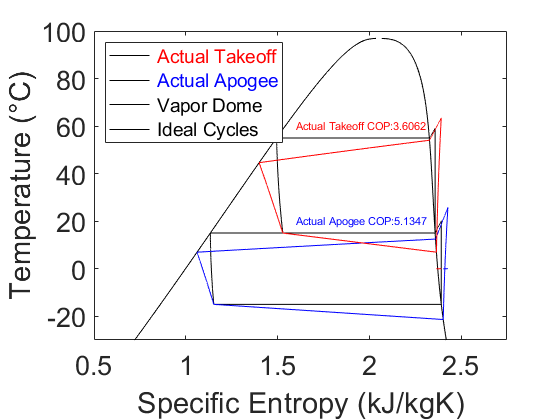 100
80
60
40
20
0
-20
Temperature (°C)
Actual Takeoff
Actual Apogee
Vapor Dome
Ideal Cycles
Actual Takeoff COP:3.6062
Actual Apogee COP:5.1347
0.5
1
1.5
2
2.5
Specific Entropy (kJ/kgK)